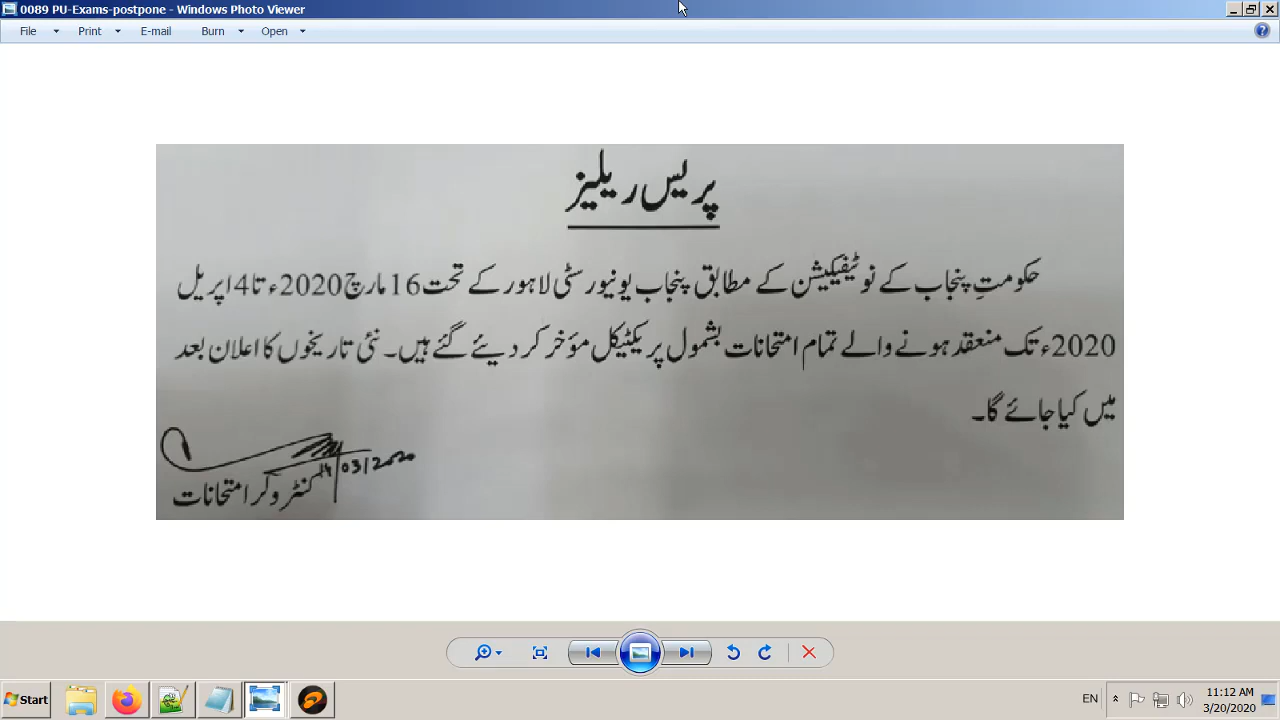 0089 PU-Exams-postpone - Windows Photo Viewer
File Print E-mail Burn Open
پریس ریلیز
حکومتِ پنجاب کے نوٹیفیکیشن کے مطابق پنجاب یونیورسٹی لاہور کے تحت 16 مارچ 2020ء تا 4 اپریل
2020ء تک منعقد ہونے والے تمام امتحانات بشمول پریکٹیکل مؤخر کر دیئے گئے ہیں۔ نئی تاریخوں کا اعلان بعد
میں کیا جائے گا۔
14/03/2020
کنٹرولر امتحانات
Start
EN
11:12 AM
3/20/2020